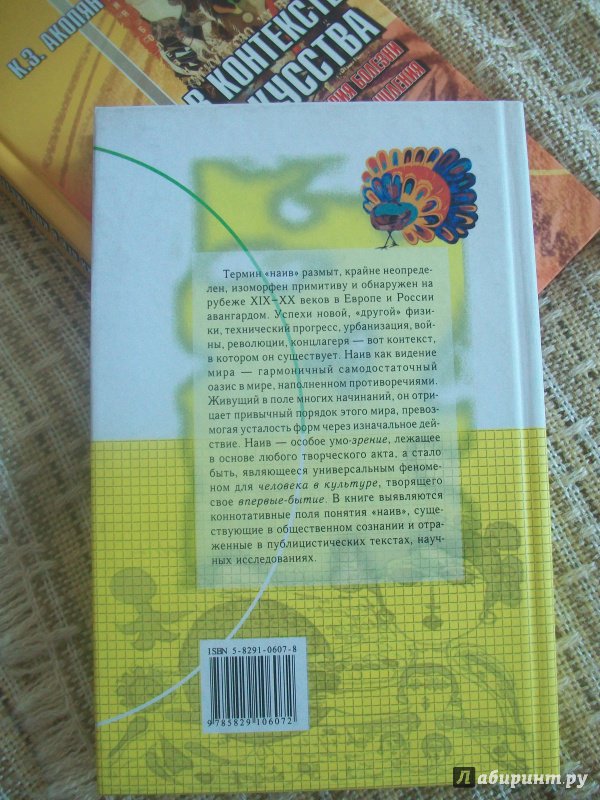 К.З. АКОПЯН
В КОНТЕКСТЕ
ИСКУССТВА
БОЛЕЗНИ
Термин «наив» размыт, крайне неопреде-
лен, изоморфен примитиву и обнаружен на
рубеже XIX–XX веков в Европе и России
авангардом. Успехи новой, «другой» физи-
ки, технический прогресс, урбанизация, вой-
ны, революции, концлагеря — вот контекст,
в котором он существует. Наив как видение
мира — гармоничный самодостаточный
оазис в мире, наполненном противоречиями.
Живущий в поле многих начинаний, он отри-
цает привычный порядок этого мира, превоз-
могая усталость форм через изначальное дей-
ствие. Наив — особое умо-зрение, лежащее
в основе любого творческого акта, а стало
быть, являющееся универсальным феноме-
ном для человека в культуре, творящего
свое впервые-бытие. В книге выявляются
коннотативные поля понятия «наив», суще-
ствующие в общественном сознании и отра-
женные в публицистических текстах, науч-
ных исследованиях.
ISBN 5-8291-0607-8
9785829106072
Лабиринт.ру